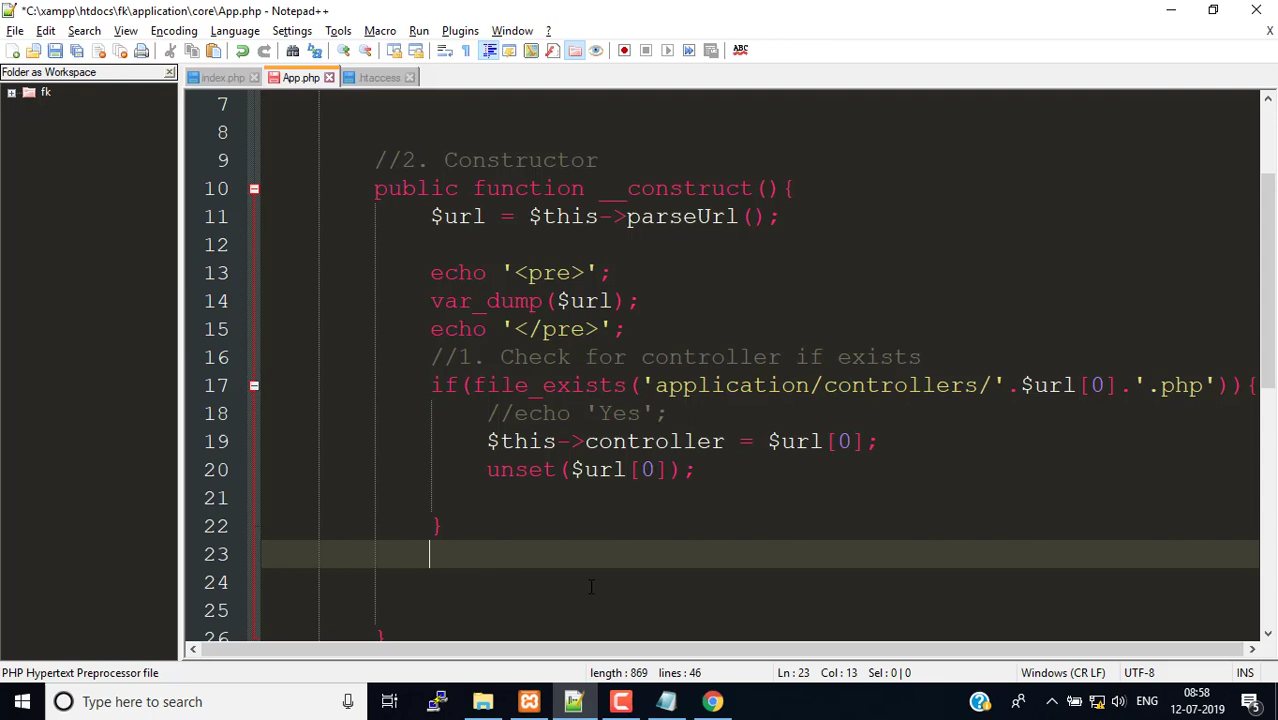 *C:\xampp\htdocs\fk\application\core\App.php - Notepad++
File Edit Search View Encoding Language Settings Tools Macro Run Plugins Window ?
X
ABC
Folder as Workspace
index.php App.php .htaccess
fk
7
8
9 //2. Constructor
10 public function __construct(){
11 $url = $this->parseUrl();
12
13 echo '<pre>';
14 var_dump($url);
15 echo '</pre>';
16 //1. Check for controller if exists
17 if(file_exists('application/controllers/'.$url[0].'.php')){
18 //echo 'Yes';
19 $this->controller = $url[0];
20 unset($url[0]);
21
22 }
23
24
25
26 }
PHP Hypertext Preprocessor file length : 869 lines : 46 Ln : 23 Col : 13 Sel : 0 | 0 Windows (CR LF) UTF-8 INS
Type here to search
ENG
08:58
12-07-2019
5